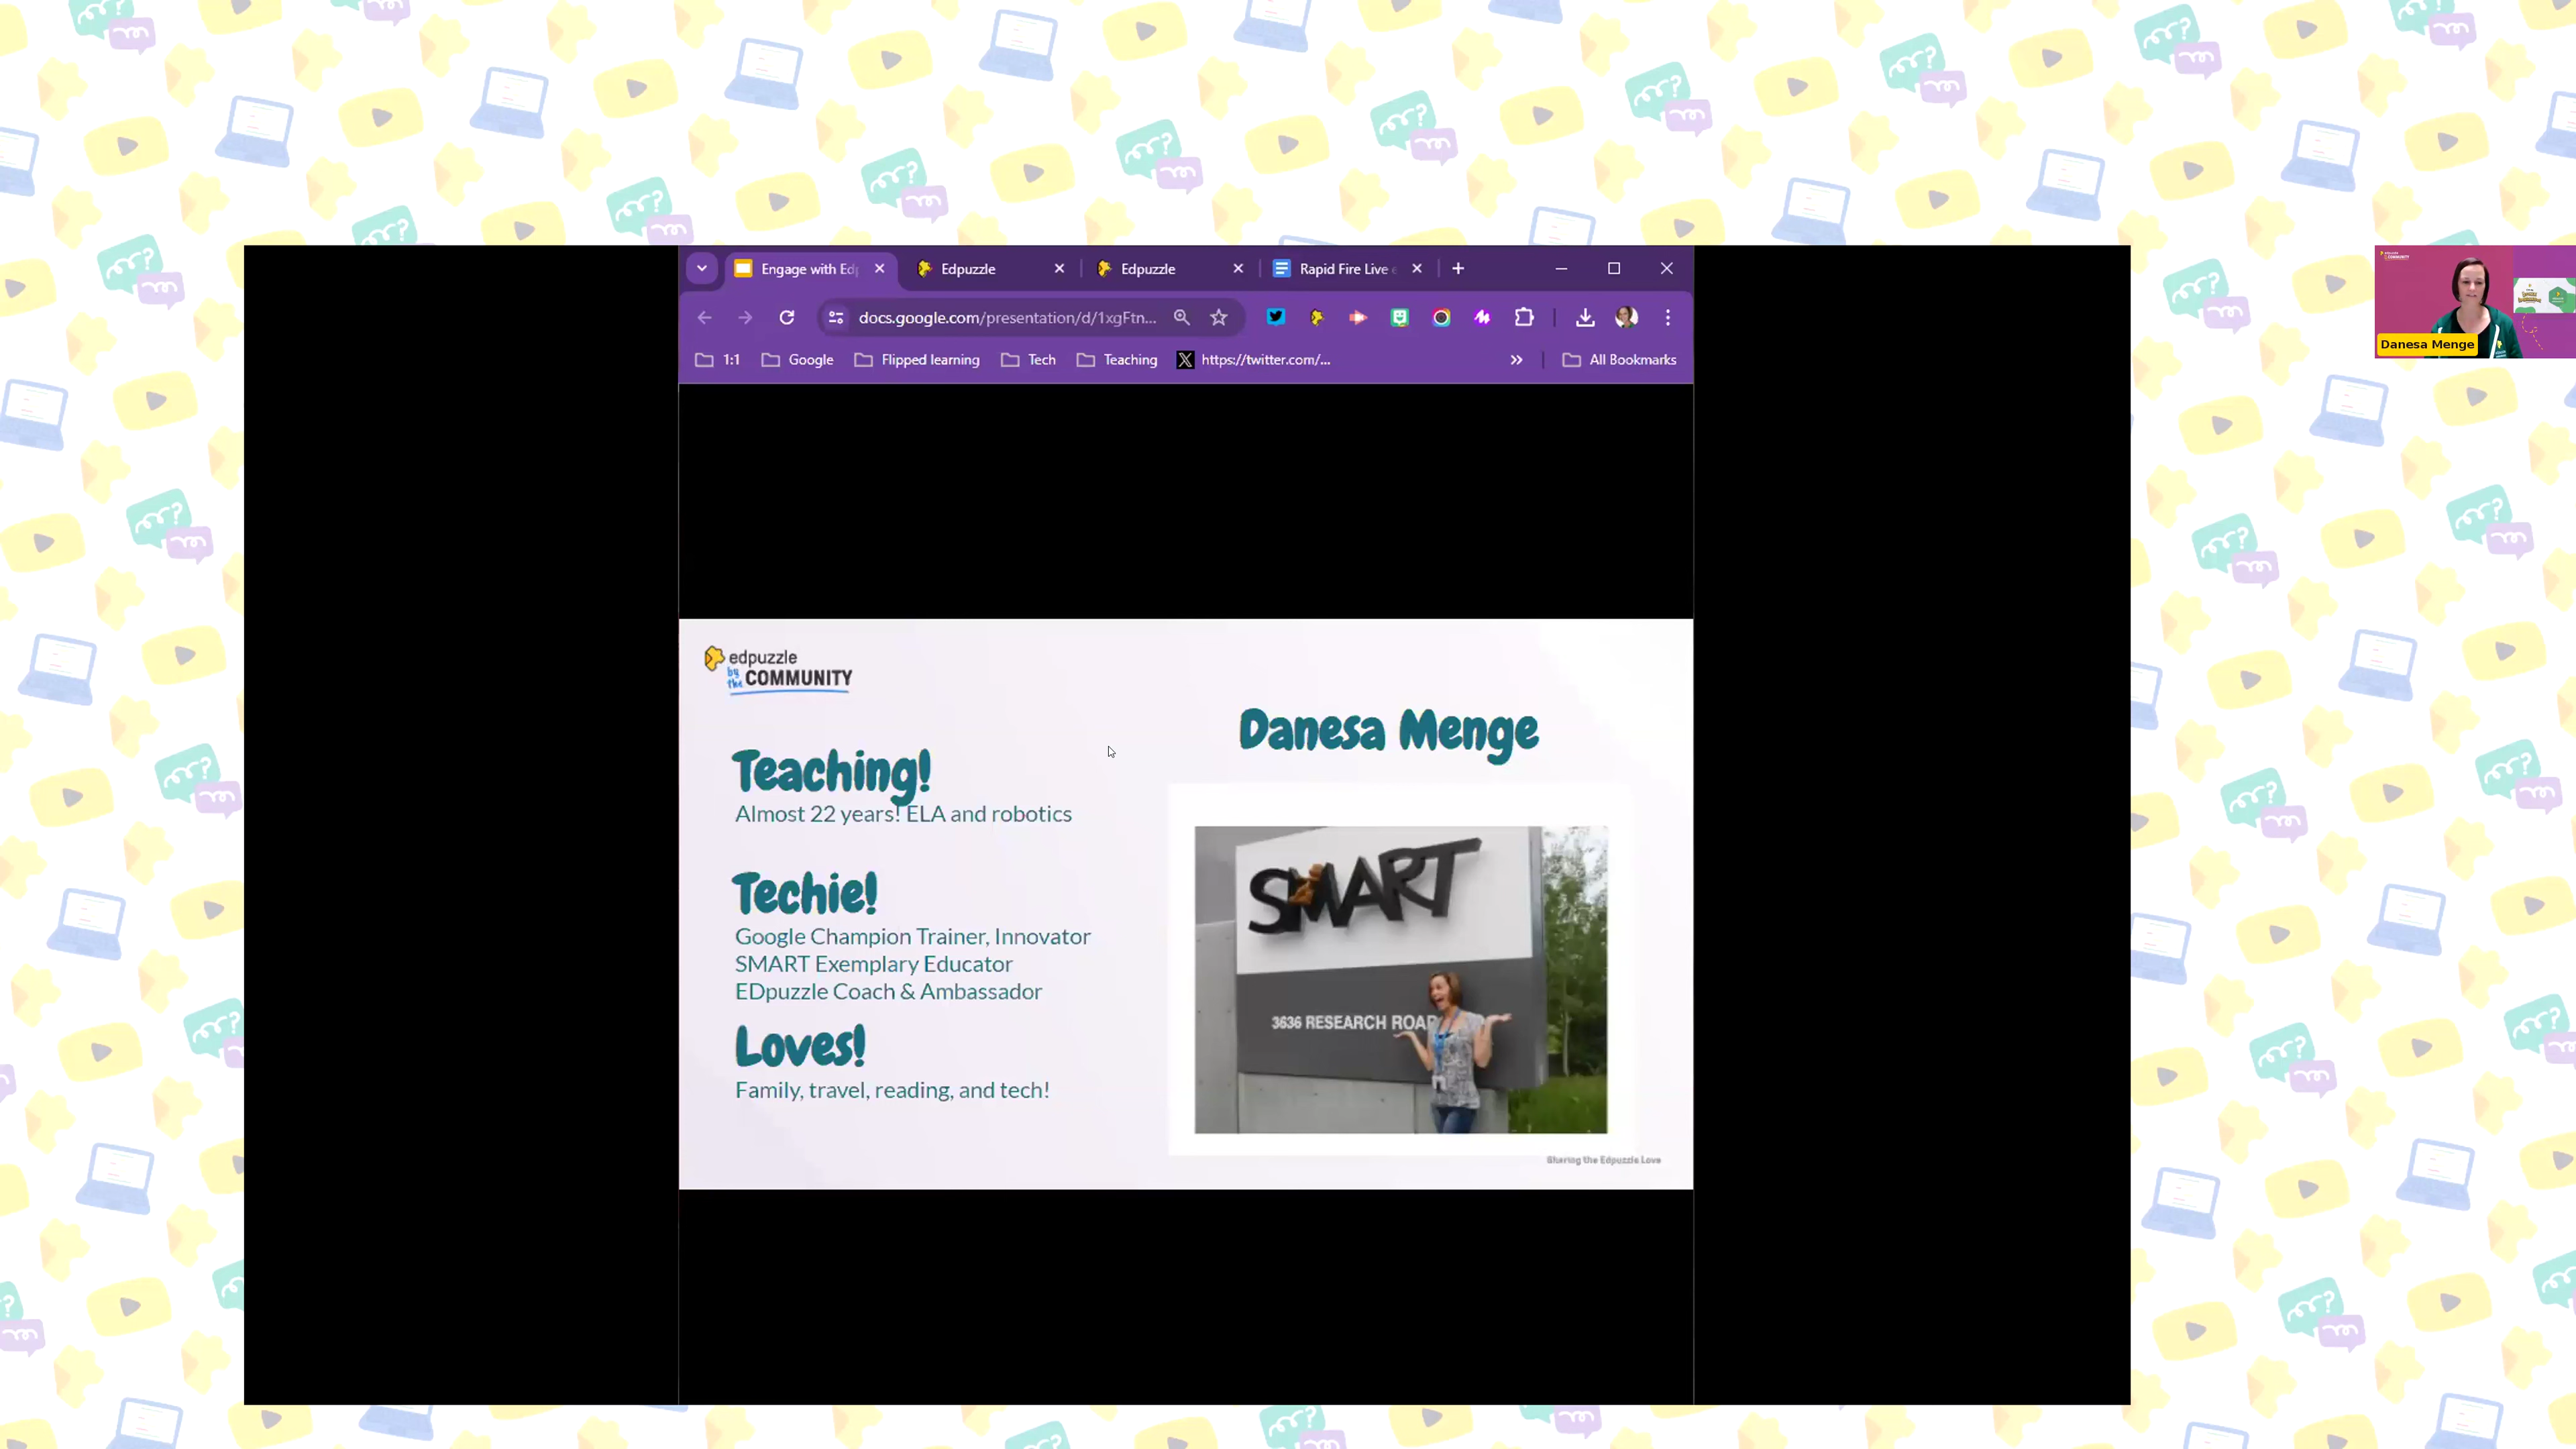 Engage with Ed
Edpuzzle
Edpuzzle
Rapid Fire Live
docs.google.com/presentation/d/1xgFtn...
1:1
Google
Flipped learning
Tech
Teaching
https://twitter.com/...
All Bookmarks
Danesa Menge
edpuzzle
by the COMMUNITY
Danesa Menge
Teaching!
Almost 22 years! ELA and robotics
Techie!
Google Champion Trainer, Innovator
SMART Exemplary Educator
EDpuzzle Coach & Ambassador
Loves!
Family, travel, reading, and tech!
SMART
3636 RESEARCH ROAD
Sharing the Edpuzzle Love